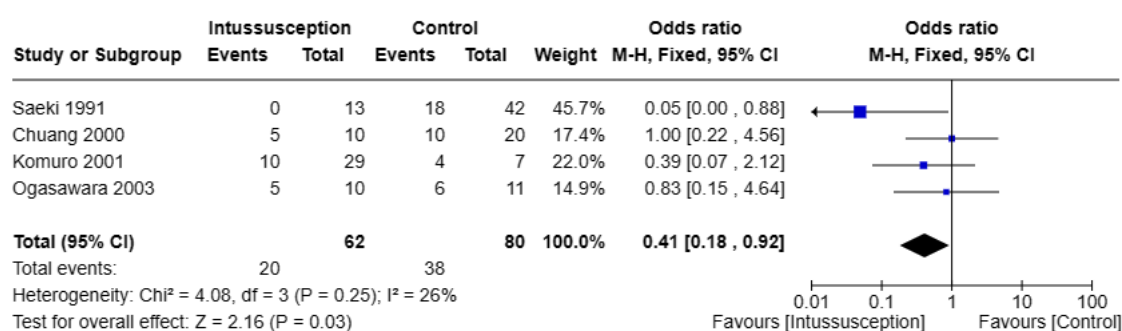 Intussusception Control Odds ratio Odds ratio
Study or Subgroup Events Total Events Total Weight M-H, Fixed, 95% CI M-H, Fixed, 95% CI
Saeki 1991 0 13 18 42 45.7% 0.05 [0.00 , 0.88]
Chuang 2000 5 10 10 20 17.4% 1.00 [0.22 , 4.56]
Komuro 2001 10 29 4 7 22.0% 0.39 [0.07 , 2.12]
Ogasawara 2003 5 10 6 11 14.9% 0.83 [0.15 , 4.64]
Total (95% CI) 62 80 100.0% 0.41 [0.18 , 0.92]
Total events: 20 38
Heterogeneity: Chi² = 4.08, df = 3 (P = 0.25); I² = 26%
0.01 0.1 1 10 100
Test for overall effect: Z = 2.16 (P = 0.03) Favours [Intussusception] Favours [Control]